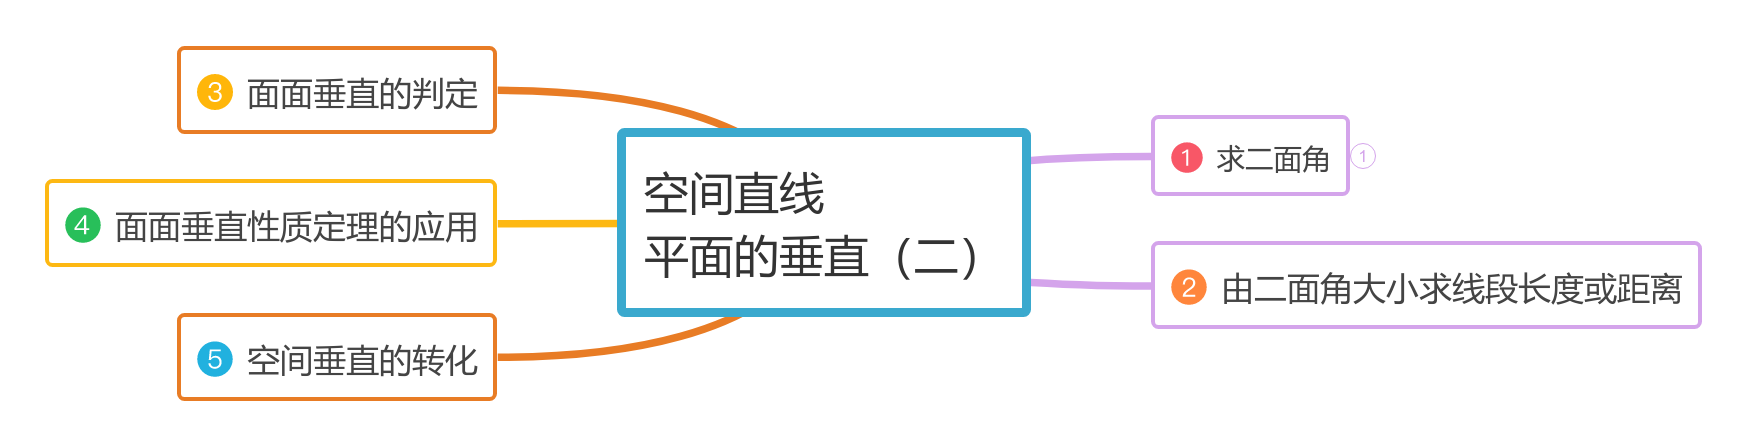 空间直线
平面的垂直（二）
1 求二面角 1
2 由二面角大小求线段长度或距离
3 面面垂直的判定
4 面面垂直性质定理的应用
5 空间垂直的转化